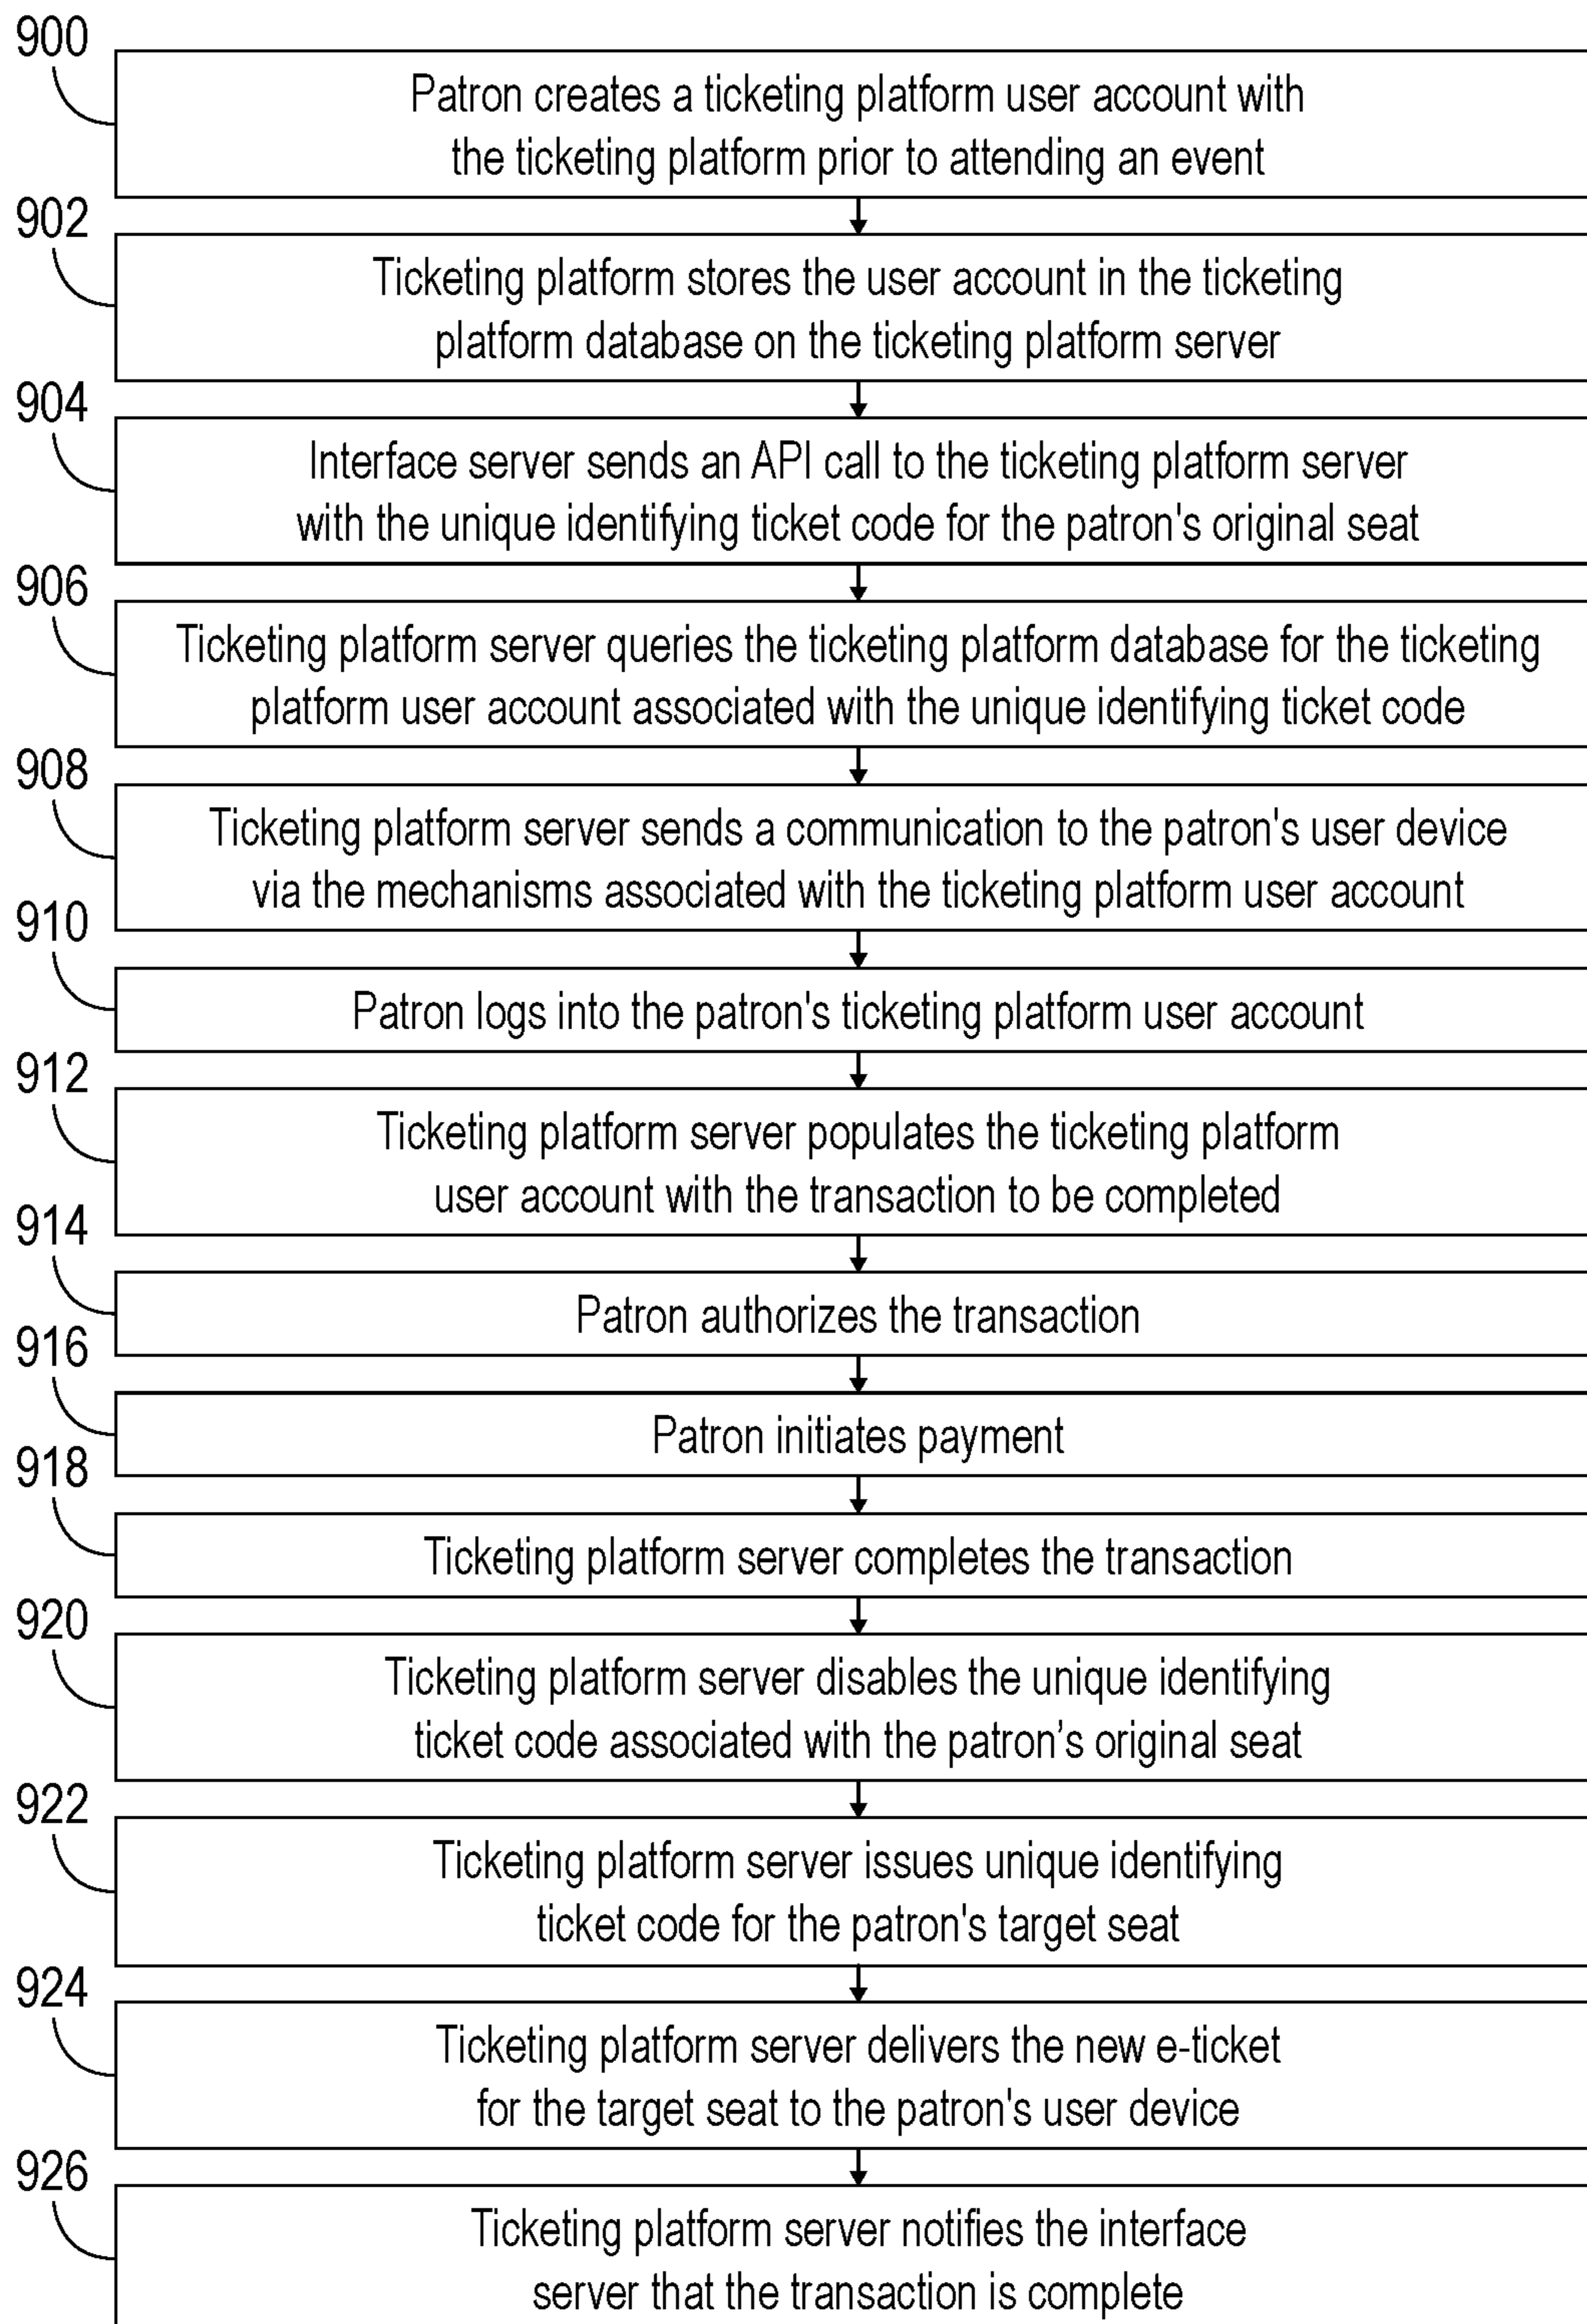 900
Patron creates a ticketing platform user account with
the ticketing platform prior to attending an event
902
Ticketing platform stores the user account in the ticketing
platform database on the ticketing platform server
904
Interface server sends an API call to the ticketing platform server
with the unique identifying ticket code for the patron's original seat
906
Ticketing platform server queries the ticketing platform database for the ticketing
platform user account associated with the unique identifying ticket code
908
Ticketing platform server sends a communication to the patron's user device
via the mechanisms associated with the ticketing platform user account
910
Patron logs into the patron's ticketing platform user account
912
Ticketing platform server populates the ticketing platform
user account with the transaction to be completed
914
Patron authorizes the transaction
916
Patron initiates payment
918
Ticketing platform server completes the transaction
920
Ticketing platform server disables the unique identifying
ticket code associated with the patron’s original seat
922
Ticketing platform server issues unique identifying
ticket code for the patron's target seat
924
Ticketing platform server delivers the new e-ticket
for the target seat to the patron's user device
926
Ticketing platform server notifies the interface
server that the transaction is complete